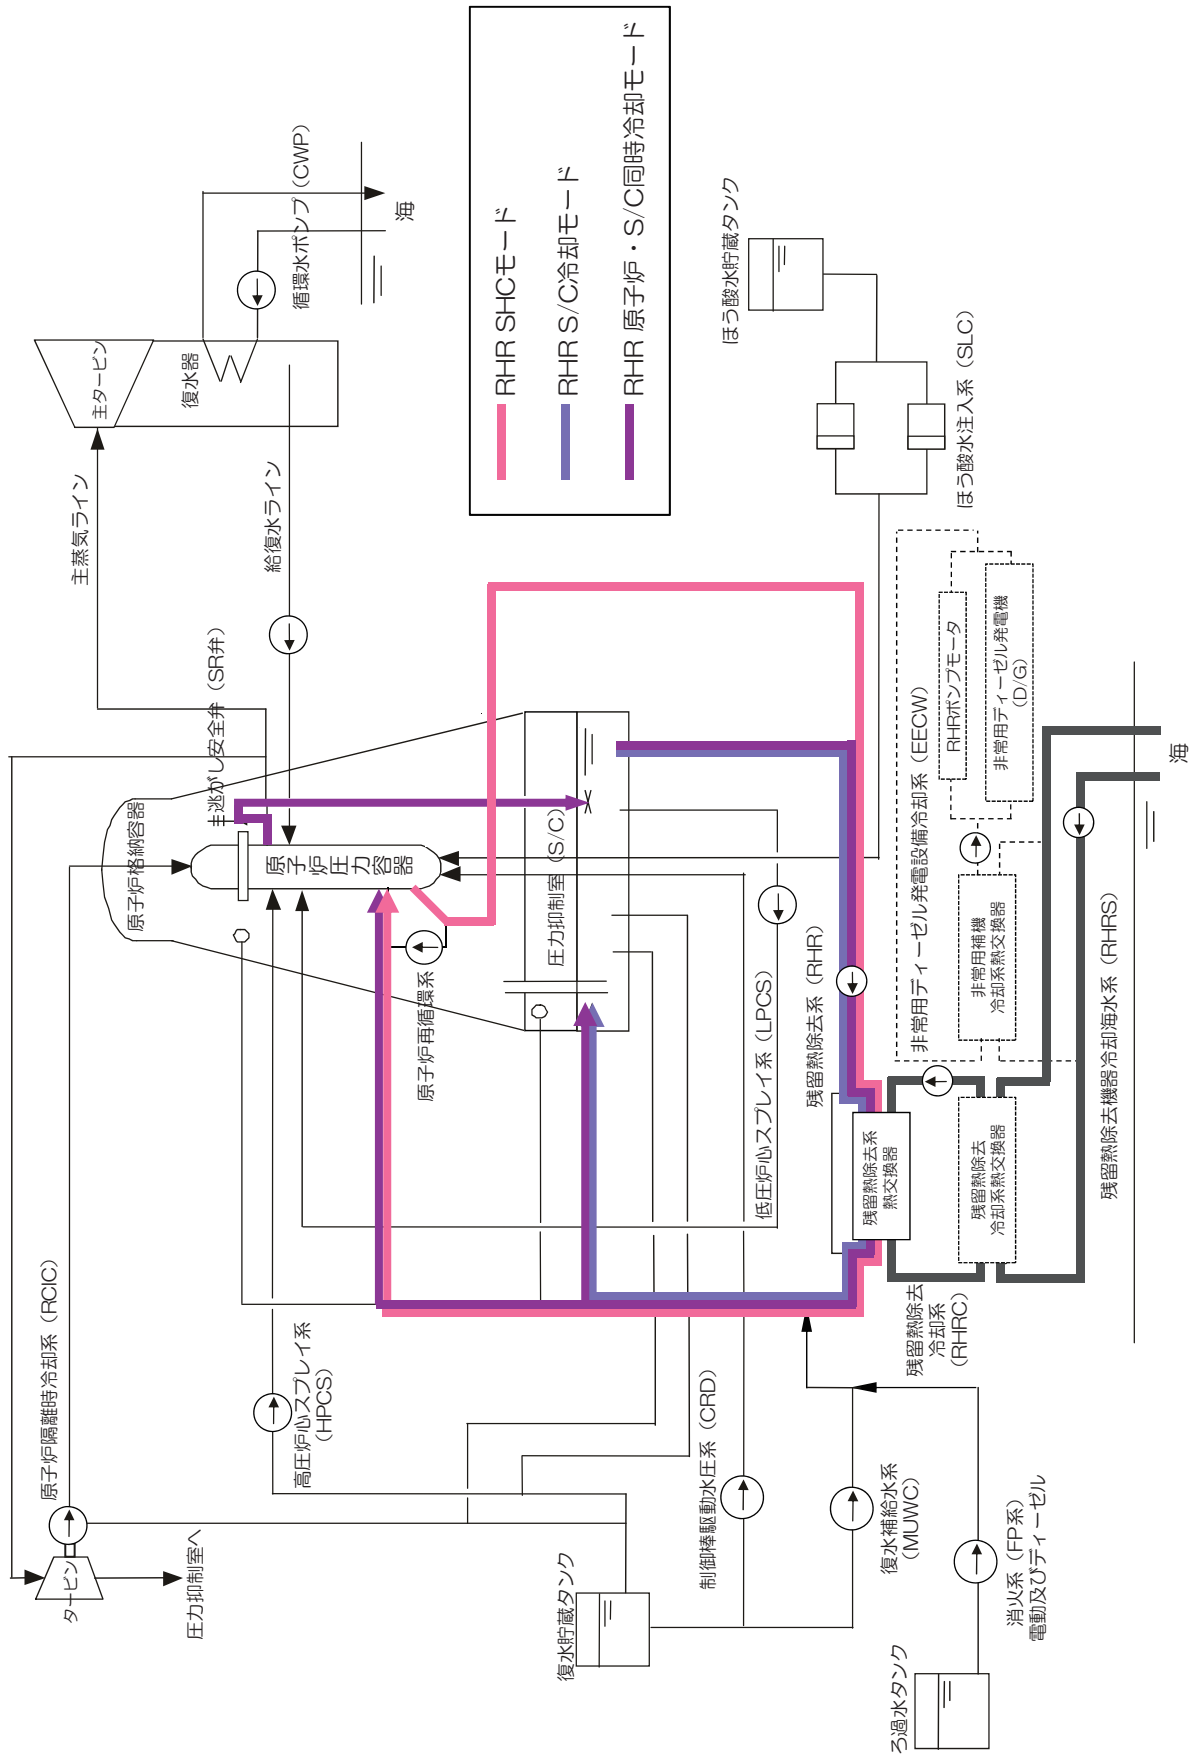 主タービン
復水器
循環水ポンプ（CWP）
海
主蒸気ライン
給復水ライン
主逃がし安全弁（SR弁）
原子炉格納容器
原子炉圧力容器
原子炉再循環系
圧力抑制室（S/C）
RHR SHCモード
RHR S/C冷却モード
RHR 原子炉・S/C同時冷却モード
ほう酸水貯蔵タンク
ほう酸水注入系（SLC）
非常用ディーゼル発電設備冷却系（EECW）
RHRポンプモータ
非常用ディーゼル発電機
（D/G）
非常用補機
冷却系熱交換器
海
残留熱除去機器冷却海水系（RHRS）
残留熱除去系（RHR）
低圧炉心スプレイ系（LPCS）
残留熱除去系
熱交換器
残留熱除去
冷却系熱交換器
残留熱除去
冷却系
（RHRC）
原子炉隔離時冷却系（RCIC）
タービン
圧力抑制室へ
高圧炉心スプレイ系
（HPCS）
復水貯蔵タンク
制御棒駆動水圧系（CRD）
復水補給水系
（MUWC）
ろ過水タンク
消火系（FP系）
電動及びディーゼル